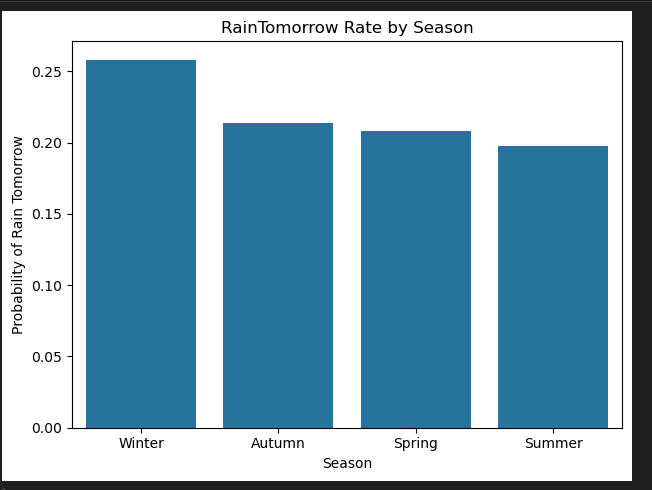 RainTomorrow Rate by Season
Probability of Rain Tomorrow
0.25
0.20
0.15
0.10
0.05
0.00
Winter Autumn Spring Summer
Season